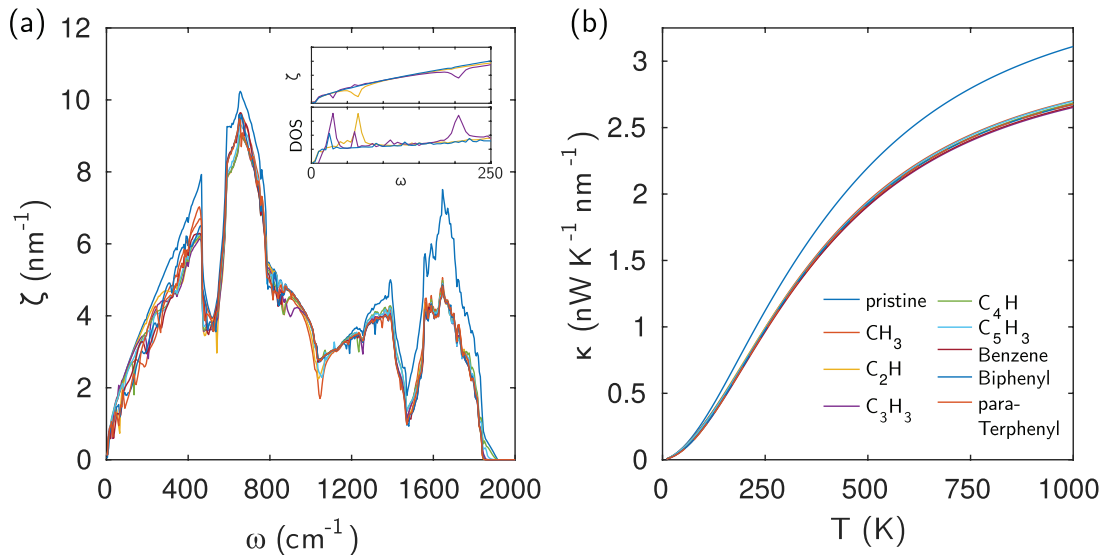 (a)
12
10
8
6
4
2
0
ζ (nm⁻¹)
0 400 800 1200 1600 2000
ω (cm⁻¹)
ζ
DOS
0 250
ω
(b)
3
2.5
2
1.5
1
0.5
0
κ (nW K⁻¹ nm⁻¹)
0 250 500 750 1000
T (K)
pristine
CH₃
C₂H
C₃H₃
C₄H
C₅H₃
Benzene
Biphenyl
para-
Terphenyl